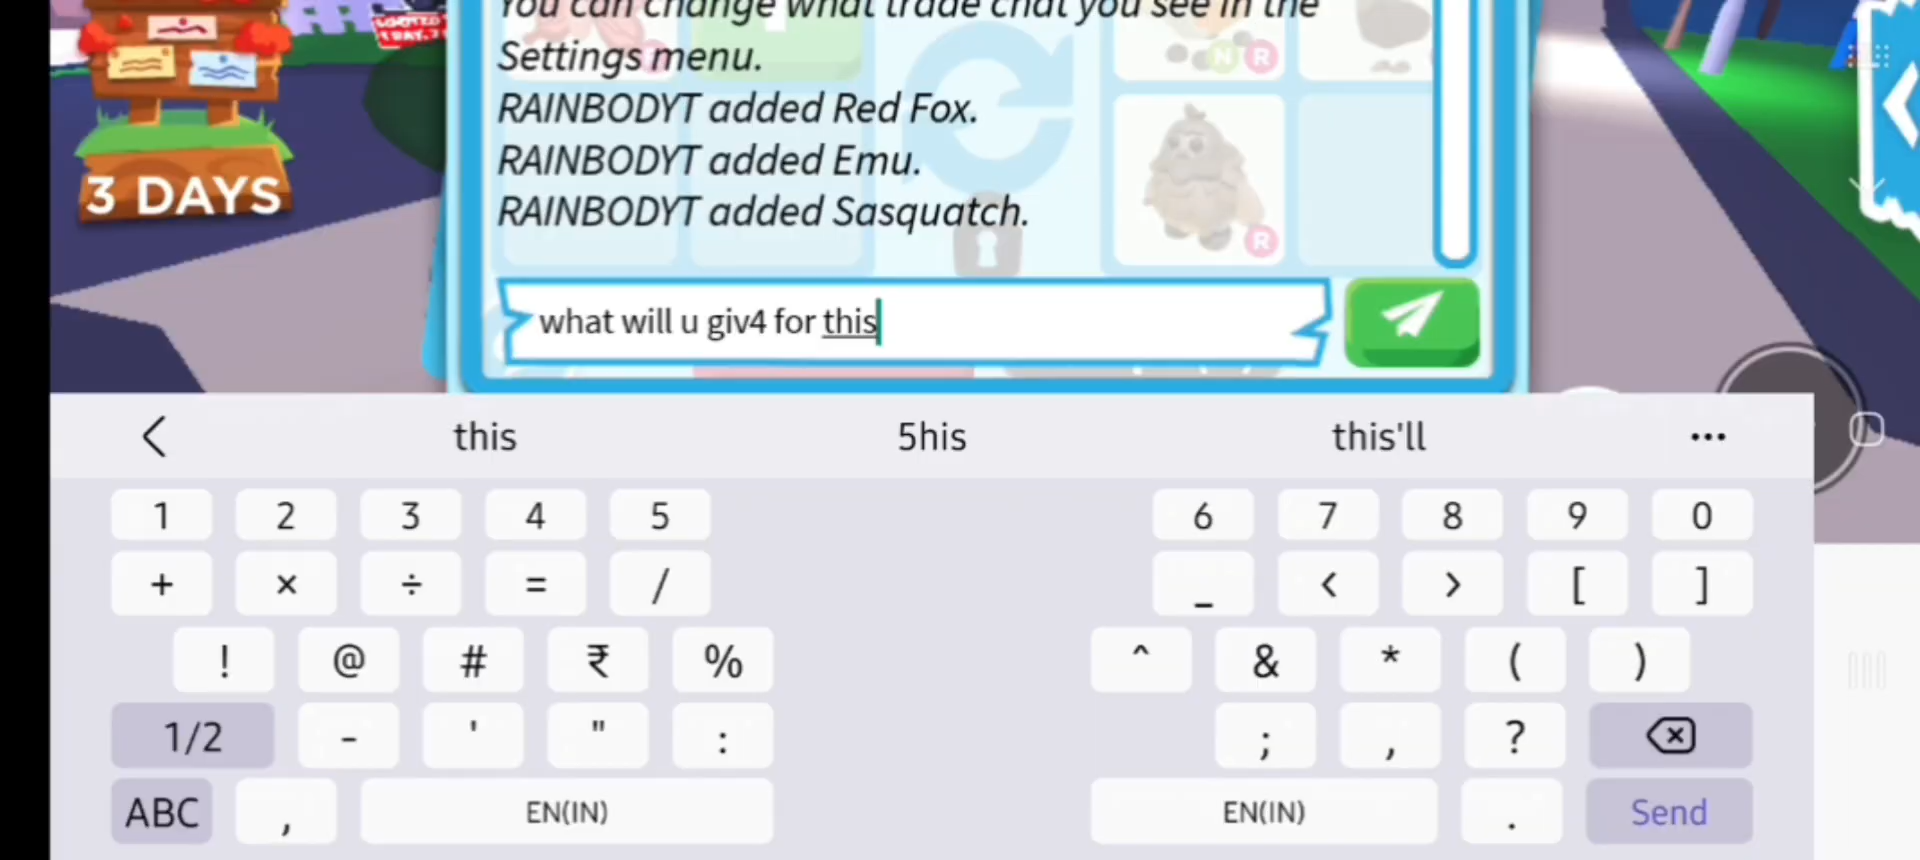 You can change what trade chat you see in the
Settings menu.
RAINBODYT added Red Fox.
RAINBODYT added Emu.
RAINBODYT added Sasquatch.
3 DAYS
N R
R
what will u giv4 for this
this 5his this'll ...
1 2 3 4 5 6 7 8 9 0
+ × ÷ = / _ < > [ ]
! @ # ₹ % ^ & * ( )
1/2 - ' " : ; , ?
ABC , EN(IN) EN(IN) . Send